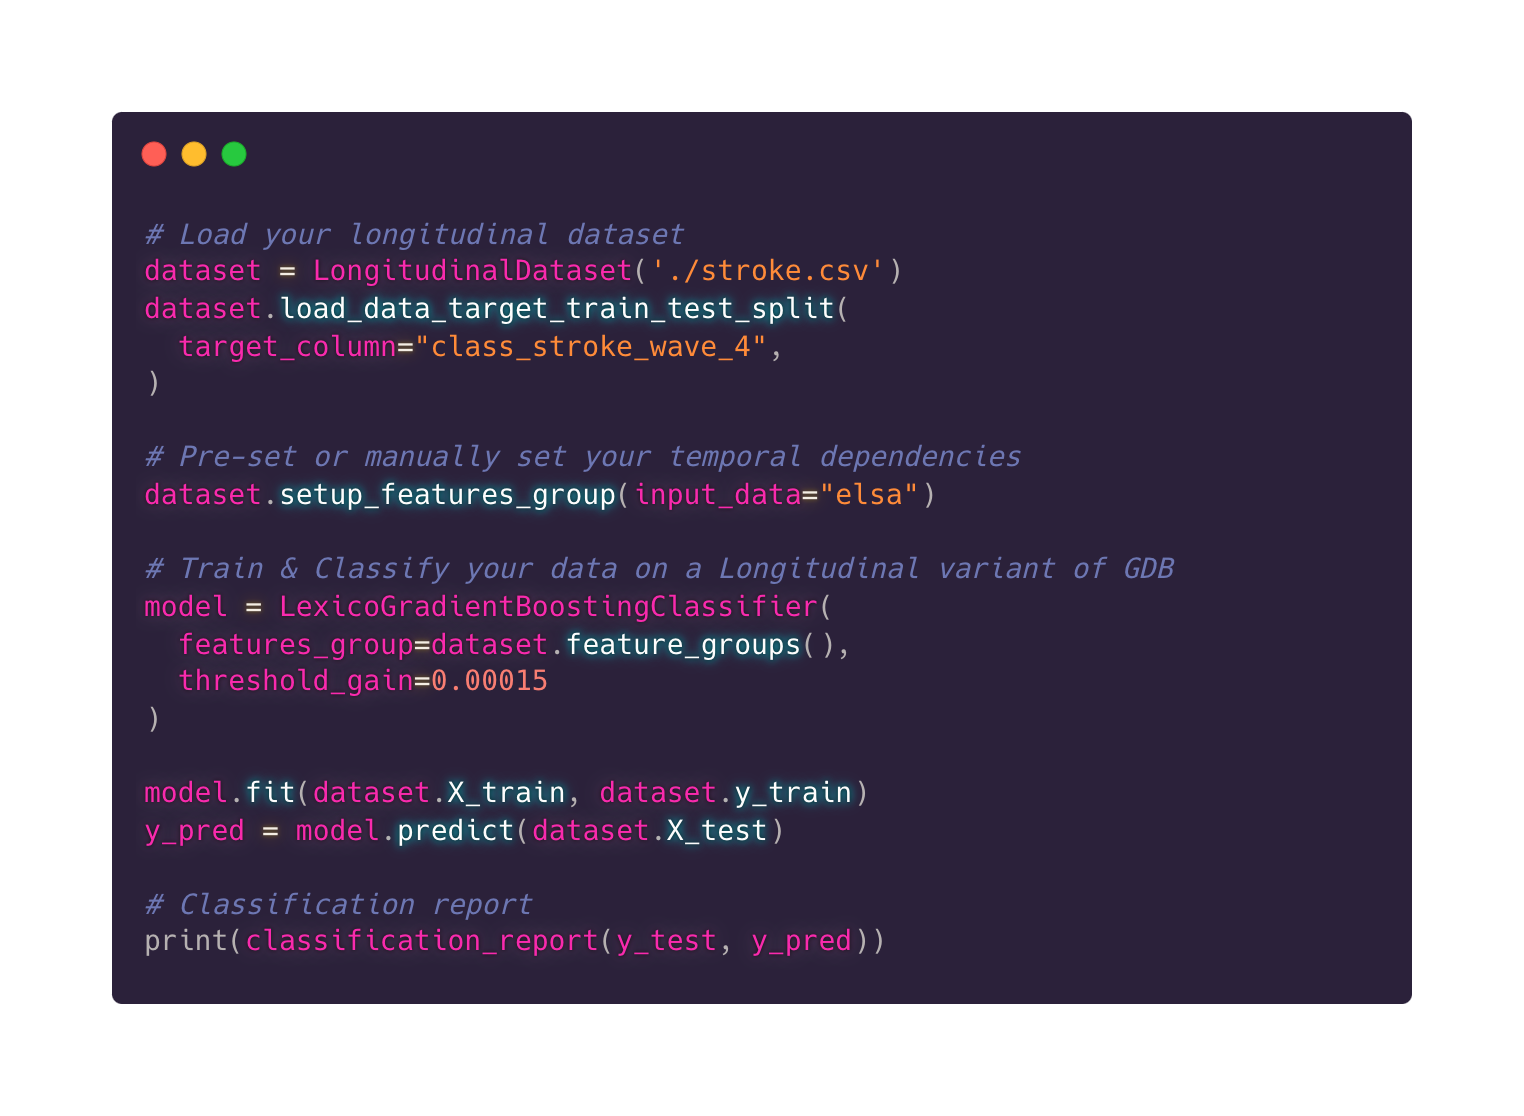 # Load your longitudinal dataset
dataset = LongitudinalDataset('./stroke.csv')
dataset.load_data_target_train_test_split(
  target_column="class_stroke_wave_4",
)

# Pre-set or manually set your temporal dependencies
dataset.setup_features_group(input_data="elsa")

# Train & Classify your data on a Longitudinal variant of GDB
model = LexicoGradientBoostingClassifier(
  features_group=dataset.feature_groups(),
  threshold_gain=0.00015
)

model.fit(dataset.X_train, dataset.y_train)
y_pred = model.predict(dataset.X_test)

# Classification report
print(classification_report(y_test, y_pred))